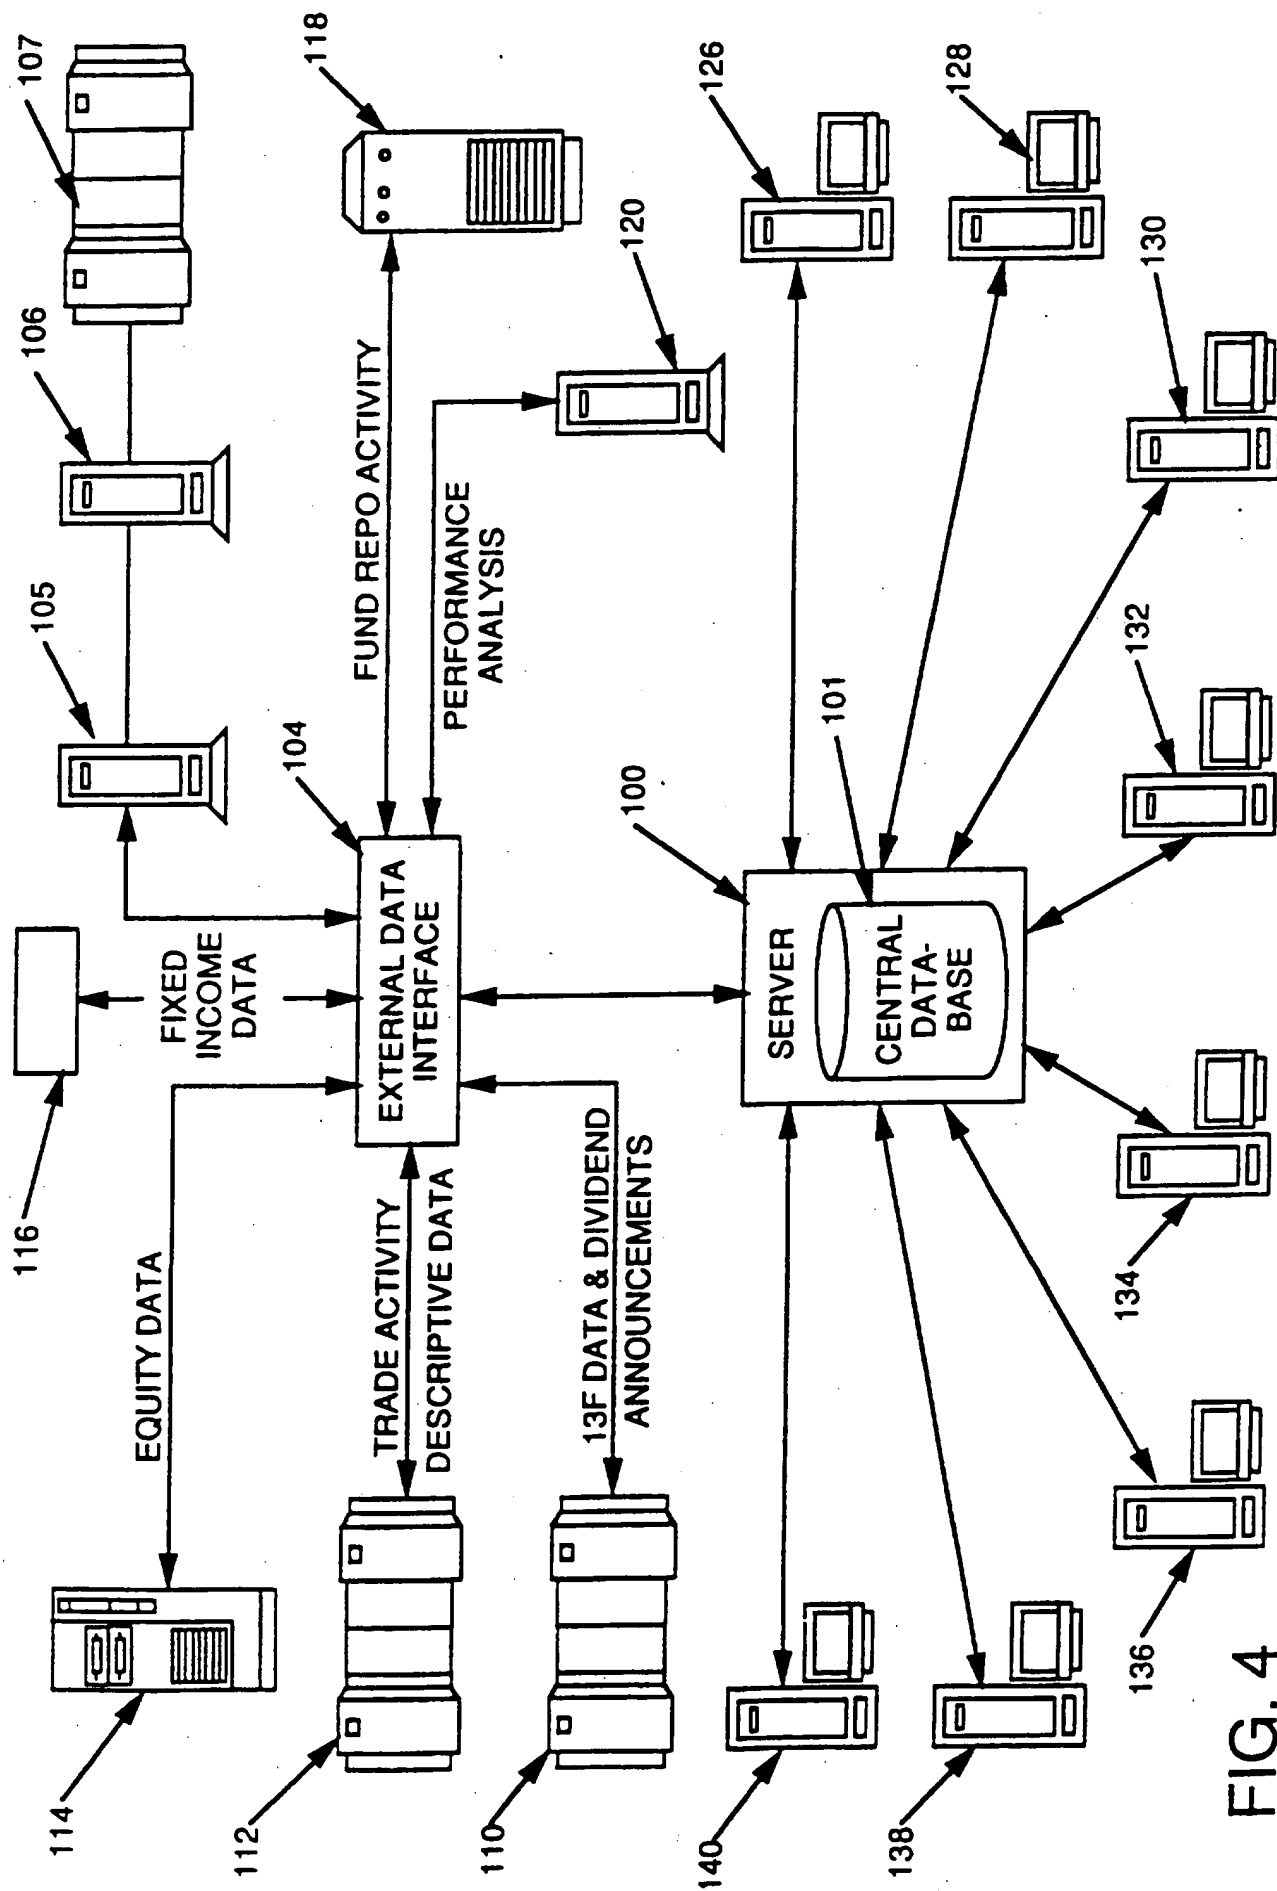 114
EQUITY DATA
116
FIXED
INCOME
DATA
105
106
107
112
TRADE ACTIVITY
DESCRIPTIVE DATA
EXTERNAL DATA
INTERFACE
104
FUND REPO ACTIVITY
118
PERFORMANCE
ANALYSIS
120
110
13F DATA & DIVIDEND
ANNOUNCEMENTS
140
SERVER
100
CENTRAL
DATA-
BASE
101
126
138
128
136
134
132
130
FIG. 4